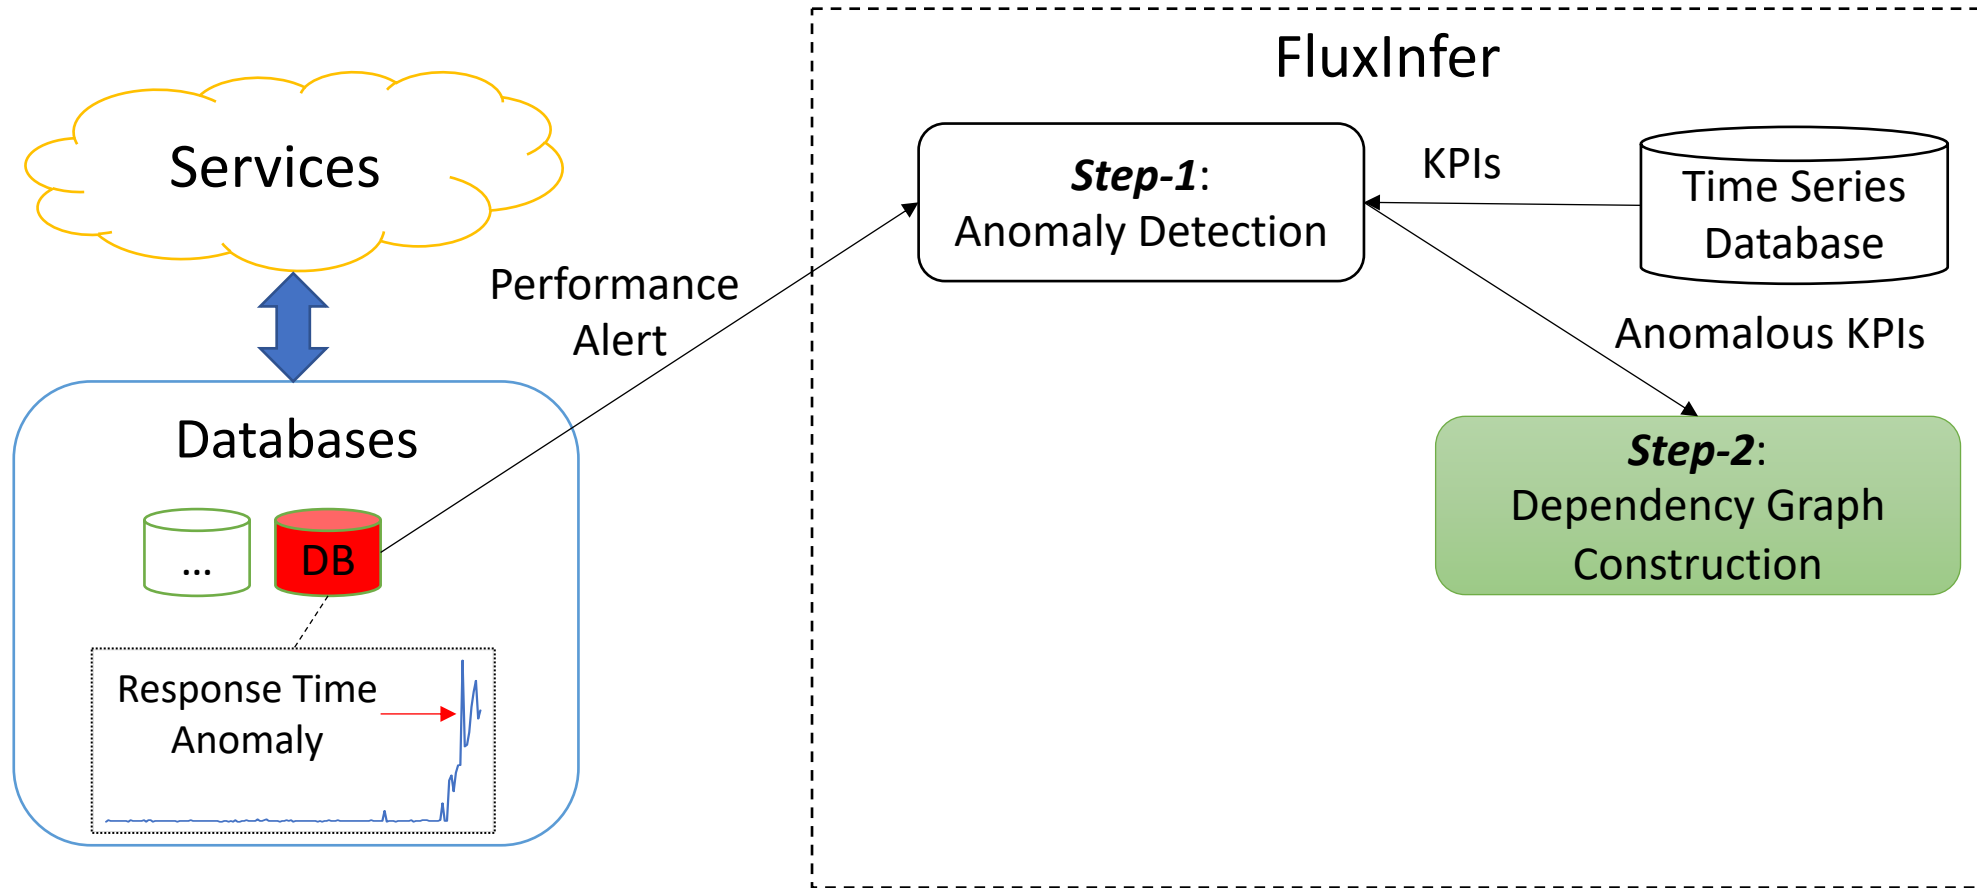 FluxInfer
Services
Step-1:
Anomaly Detection
KPIs
Time Series
Database
Performance
Alert
Anomalous KPIs
Databases
...
DB
Step-2:
Dependency Graph
Construction
Response Time
Anomaly